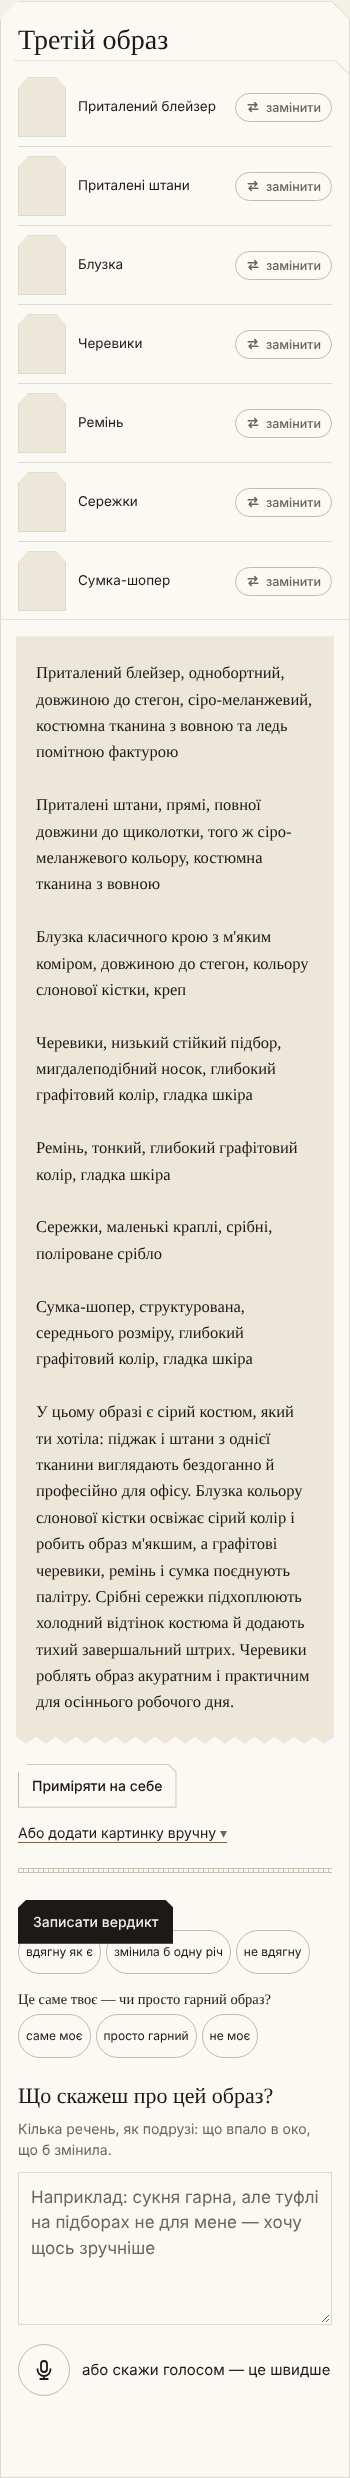 Третій образ
Приталений блейзер
замінити
Приталені штани
замінити
Блузка
замінити
Черевики
замінити
Ремінь
замінити
Сережки
замінити
Сумка-шопер
замінити
Приталений блейзер, однобортний,
довжиною до стегон, сіро-меланжевий,
костюмна тканина з вовною та ледь
помітною фактурою
Приталені штани, прямі, повної
довжини до щиколотки, того ж сіро-
меланжевого кольору, костюмна
тканина з вовною
Блузка класичного крою з м'яким
коміром, довжиною до стегон, кольору
слонової кістки, креп
Черевики, низький стійкий підбор,
мигдалеподібний носок, глибокий
графітовий колір, гладка шкіра
Ремінь, тонкий, глибокий графітовий
колір, гладка шкіра
Сережки, маленькі краплі, срібні,
поліроване срібло
Сумка-шопер, структурована,
середнього розміру, глибокий
графітовий колір, гладка шкіра
У цьому образі є сірий костюм, який
ти хотіла: піджак і штани з однієї
тканини виглядають бездоганно й
професійно для офісу. Блузка кольору
слонової кістки освіжає сірий колір і
робить образ м'якшим, а графітові
черевики, ремінь і сумка поєднують
палітру. Срібні сережки підхоплюють
холодний відтінок костюма й додають
тихий завершальний штрих. Черевики
роблять образ акуратним і практичним
для осіннього робочого дня.
Приміряти на себе
Або додати картинку вручну ▾
Записати вердикт
вдягну як є
змінила б одну річ
не вдягну
Це саме твоє — чи просто гарний образ?
саме моє
просто гарний
не моє
Що скажеш про цей образ?
Кілька речень, як подрузі: що впало в око,
що б змінила.
Наприклад: сукня гарна, але туфлі
на підборах не для мене — хочу
щось зручніше
або скажи голосом — це швидше